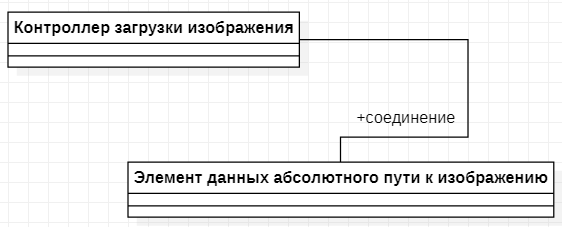 Контроллер загрузки изображения
+соединение
Элемент данных абсолютного пути к изображению